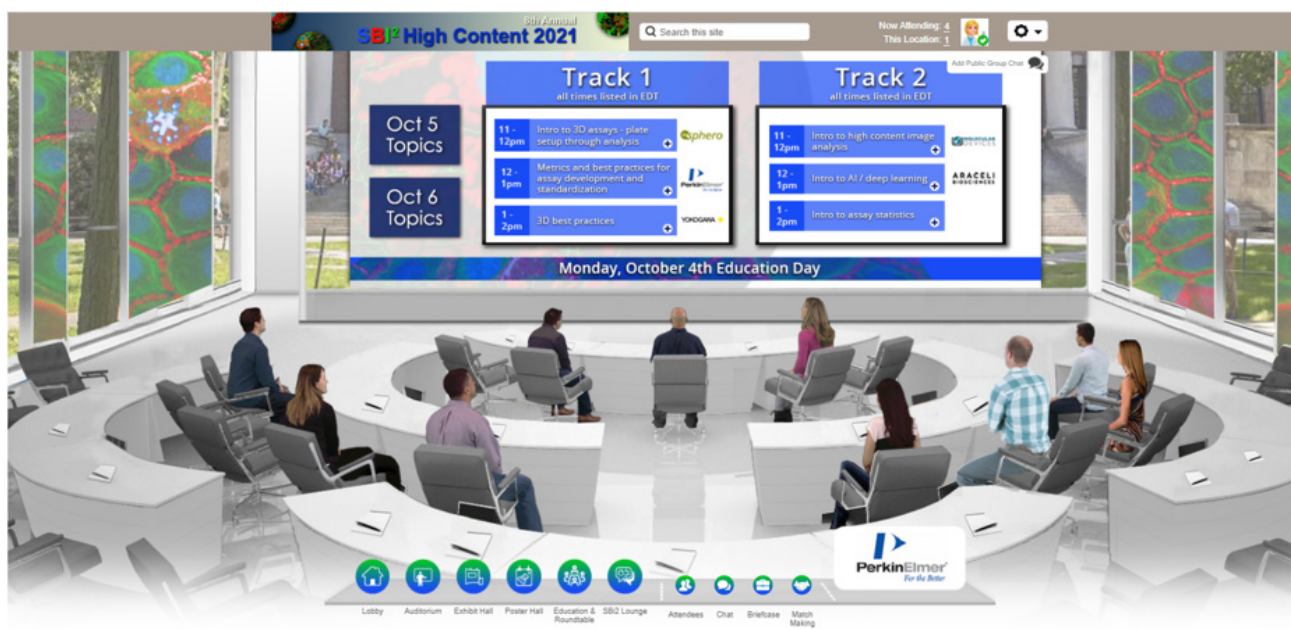 8th Annual
SBI² High Content 2021
Search this site
Now Attending: 4
This Location: 1
Add Public Group Chat
Track 1
all times listed in EDT
Track 2
all times listed in EDT
Oct 5
Topics
Oct 6
Topics
11 -
12pm
Intro to 3D assays - plate
setup through analysis
sphero
12 -
1pm
Metrics and best practices for
assay development and
standardization
PerkinElmer
For the Better
1 -
2pm
3D best practices
YOKOGAWA
11 -
12pm
Intro to high content image
analysis
MOLECULAR
DEVICES
12 -
1pm
Intro to AI / deep learning
ARACELI
BIOSCIENCES
1 -
2pm
Intro to assay statistics
Monday, October 4th Education Day
PerkinElmer
For the Better
Lobby
Auditorium
Exhibit Hall
Poster Hall
Education &
Roundtable
SBI2 Lounge
Attendees
Chat
Briefcase
Match
Making